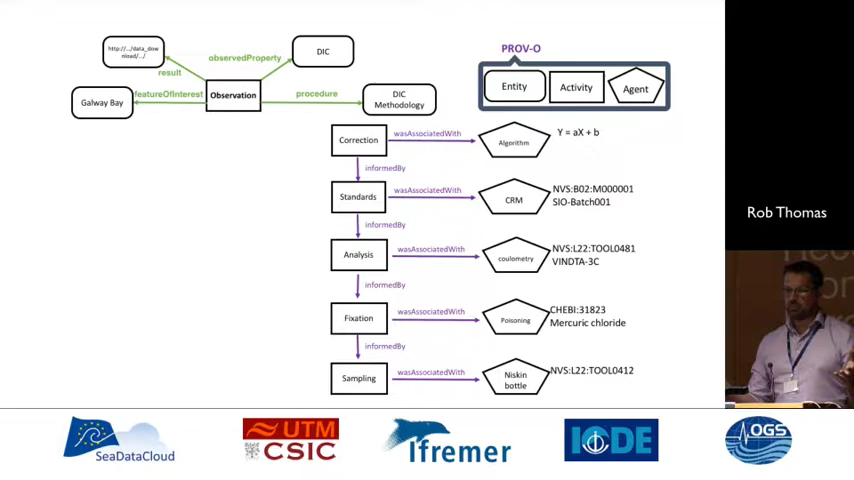 PROV-O
http://.../data_dow
nload/.../
observedProperty
DIC
result
Entity
Activity
Agent
featureOfInterest
Observation
procedure
Galway Bay
DIC
Methodology
Correction
wasAssociatedWith
Algorithm
Y = aX + b
informedBy
Standards
wasAssociatedWith
CRM
NVS:B02:M000001
SIO-Batch001
Rob Thomas
informedBy
Analysis
wasAssociatedWith
coulometry
NVS:L22:TOOL0481
VINDTA-3C
informedBy
Fixation
wasAssociatedWith
Poisoning
CHEBI:31823
Mercuric chloride
informedBy
Sampling
wasAssociatedWith
Niskin
bottle
NVS:L22:TOOL0412
SeaDataCloud
UTM
CSIC
Ifremer
IODE
OGS